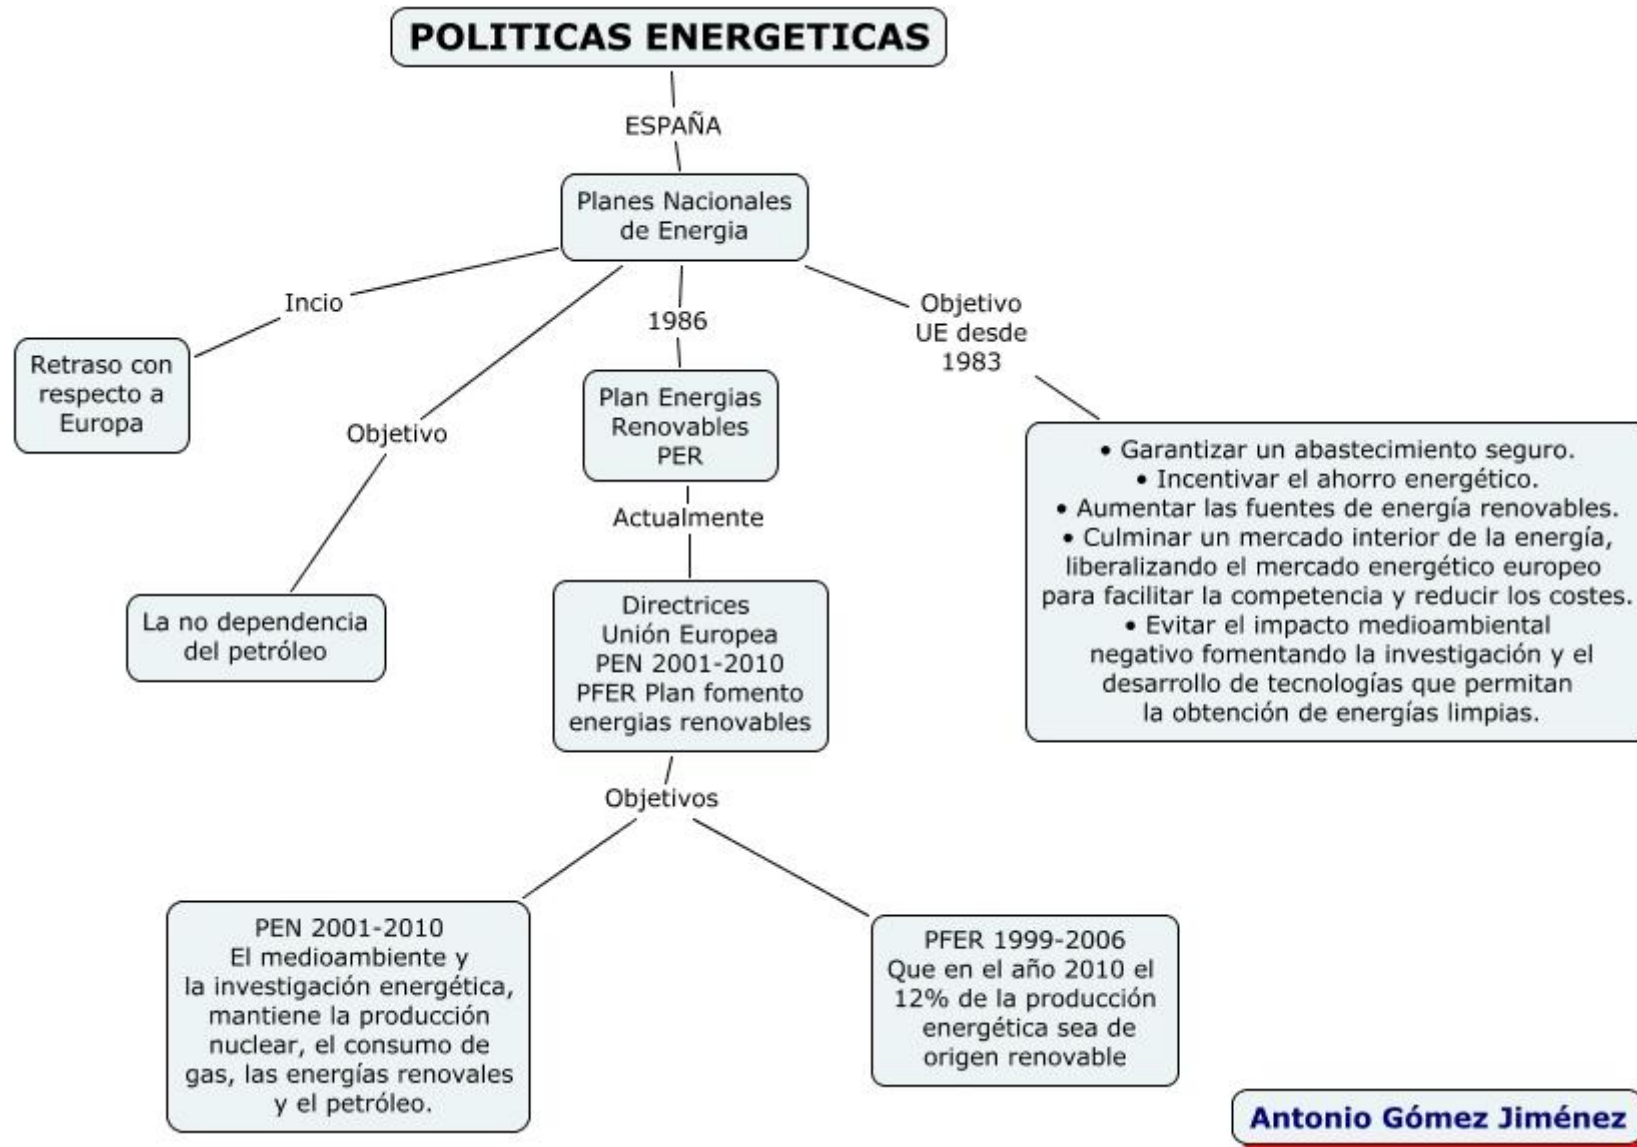 POLITICAS ENERGETICAS
ESPAÑA
Planes Nacionales
de Energia
Incio
Retraso con
respecto a
Europa
Objetivo
La no dependencia
del petróleo
1986
Plan Energias
Renovables
PER
Actualmente
Directrices
Unión Europea
PEN 2001-2010
PFER Plan fomento
energias renovables
Objetivos
PEN 2001-2010
El medioambiente y
la investigación energética,
mantiene la producción
nuclear, el consumo de
gas, las energías renovales
y el petróleo.
PFER 1999-2006
Que en el año 2010 el
12% de la producción
energética sea de
origen renovable
Objetivo
UE desde
1983
• Garantizar un abastecimiento seguro.
• Incentivar el ahorro energético.
• Aumentar las fuentes de energía renovables.
• Culminar un mercado interior de la energía,
liberalizando el mercado energético europeo
para facilitar la competencia y reducir los costes.
• Evitar el impacto medioambiental
negativo fomentando la investigación y el
desarrollo de tecnologías que permitan
la obtención de energías limpias.
Antonio Gómez Jiménez